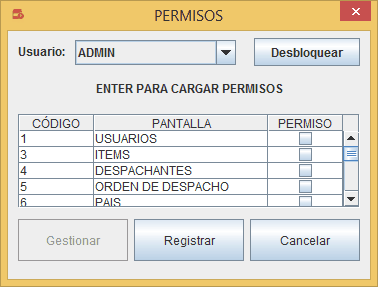 PERMISOS
Usuario: ADMIN Desbloquear
ENTER PARA CARGAR PERMISOS
CÓDIGO PANTALLA PERMISO
1 USUARIOS
3 ITEMS
4 DESPACHANTES
5 ORDEN DE DESPACHO
6 PAIS
Gestionar Registrar Cancelar